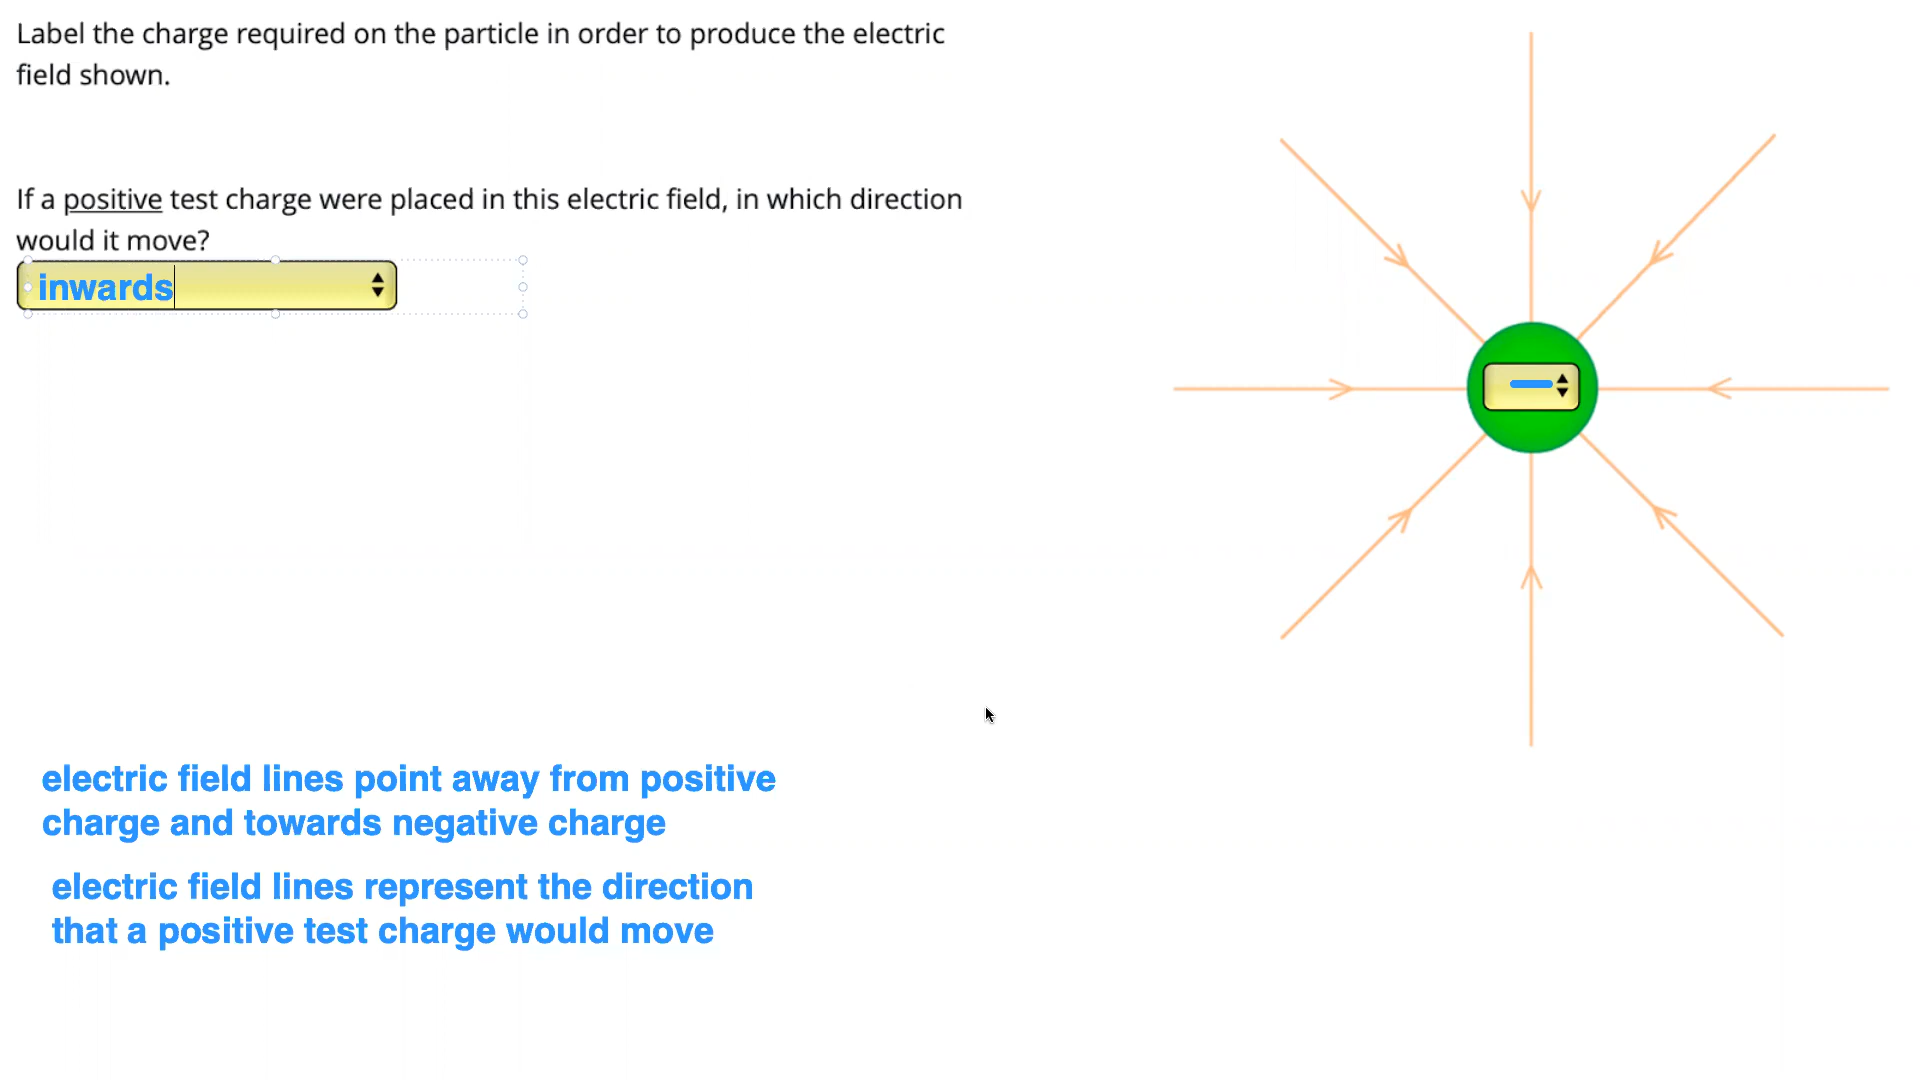 Label the charge required on the particle in order to produce the electric
field shown.
If a positive test charge were placed in this electric field, in which direction
would it move?
inwards
electric field lines point away from positive
charge and towards negative charge
electric field lines represent the direction
that a positive test charge would move